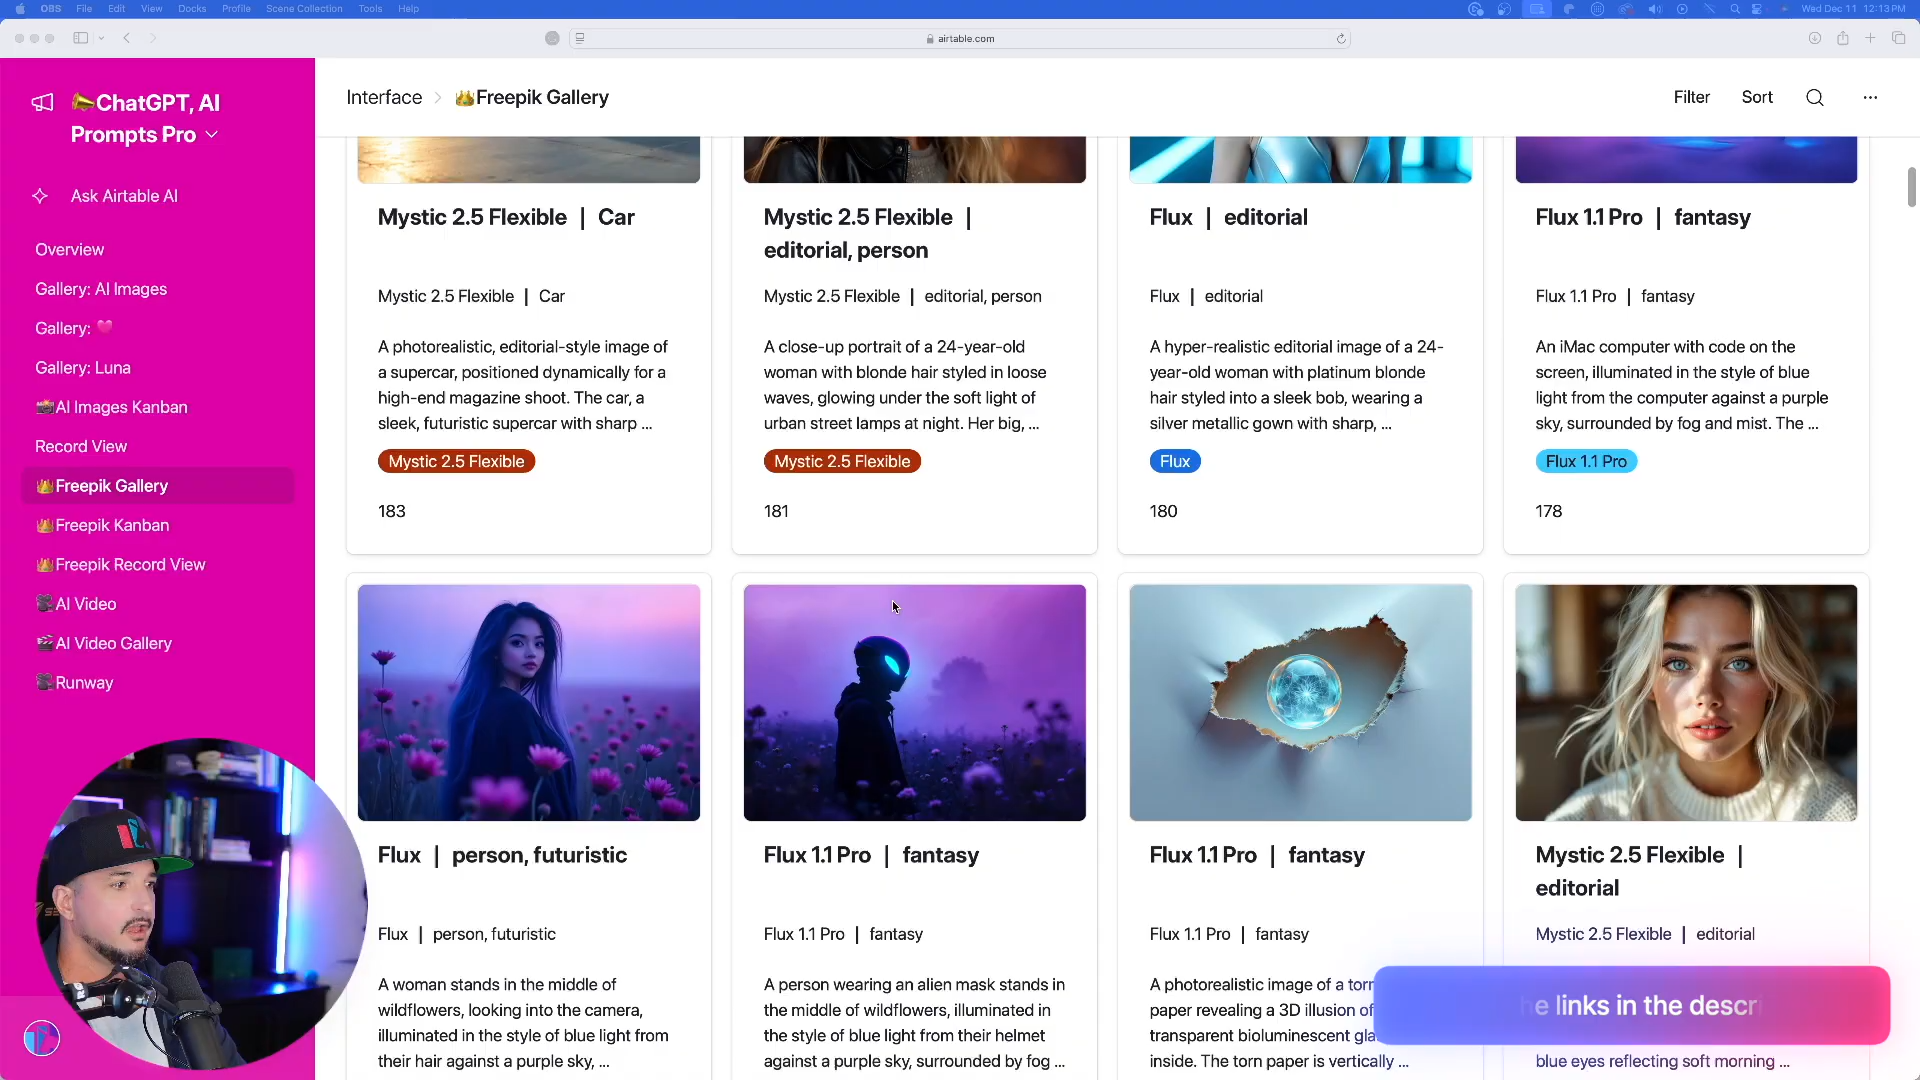 OBS File Edit View Docks Profile Scene Collection Tools Help
Wed Dec 11 12:13 PM
airtable.com
ChatGPT, AI
Prompts Pro
Ask Airtable AI
Overview
Gallery: AI Images
Gallery: 💗
Gallery: Luna
📸AI Images Kanban
Record View
👑Freepik Gallery
👑Freepik Kanban
👑Freepik Record View
🎥AI Video
🎬AI Video Gallery
🎥Runway
Interface > 👑Freepik Gallery
Filter Sort
Mystic 2.5 Flexible | Car
Mystic 2.5 Flexible | Car
A photorealistic, editorial-style image of
a supercar, positioned dynamically for a
high-end magazine shoot. The car, a
sleek, futuristic supercar with sharp ...
Mystic 2.5 Flexible
183
Mystic 2.5 Flexible |
editorial, person
Mystic 2.5 Flexible | editorial, person
A close-up portrait of a 24-year-old
woman with blonde hair styled in loose
waves, glowing under the soft light of
urban street lamps at night. Her big, ...
Mystic 2.5 Flexible
181
Flux | editorial
Flux | editorial
A hyper-realistic editorial image of a 24-
year-old woman with platinum blonde
hair styled into a sleek bob, wearing a
silver metallic gown with sharp, ...
Flux
180
Flux 1.1 Pro | fantasy
Flux 1.1 Pro | fantasy
An iMac computer with code on the
screen, illuminated in the style of blue
light from the computer against a purple
sky, surrounded by fog and mist. The ...
Flux 1.1 Pro
178
Flux | person, futuristic
Flux | person, futuristic
A woman stands in the middle of
wildflowers, looking into the camera,
illuminated in the style of blue light from
their hair against a purple sky, ...
Flux 1.1 Pro | fantasy
Flux 1.1 Pro | fantasy
A person wearing an alien mask stands in
the middle of wildflowers, illuminated in
the style of blue light from their helmet
against a purple sky, surrounded by fog ...
Flux 1.1 Pro | fantasy
Flux 1.1 Pro | fantasy
A photorealistic image of a torn
paper revealing a 3D illusion of
transparent bioluminescent gla
inside. The torn paper is vertically ...
Mystic 2.5 Flexible |
editorial
Mystic 2.5 Flexible | editorial
blue eyes reflecting soft morning ...
he links in the descri